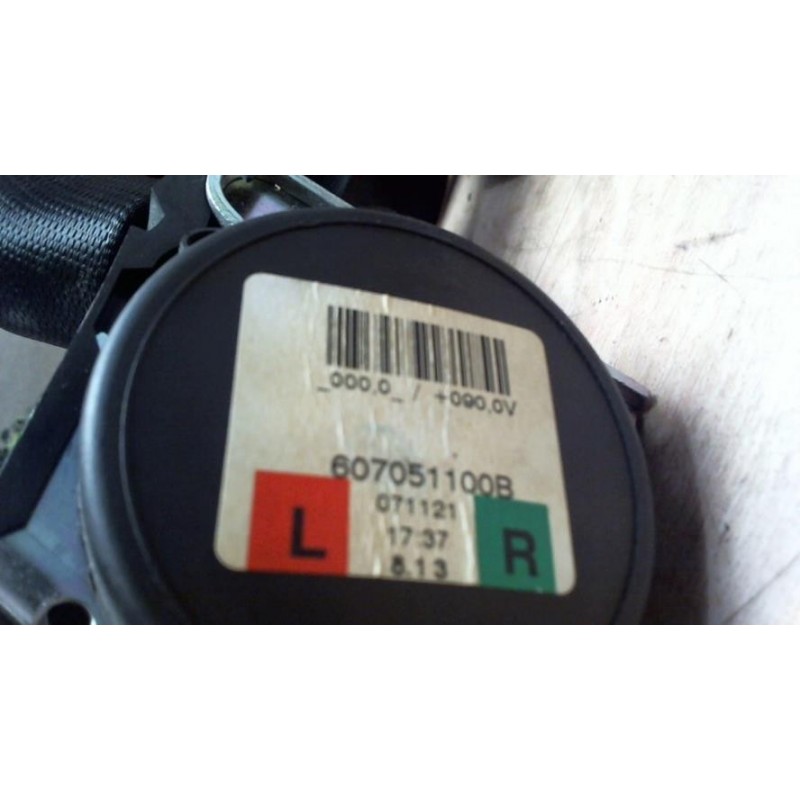 _000,0_ / +090,0V
607051100B
071121
L
17:37
R
8.13